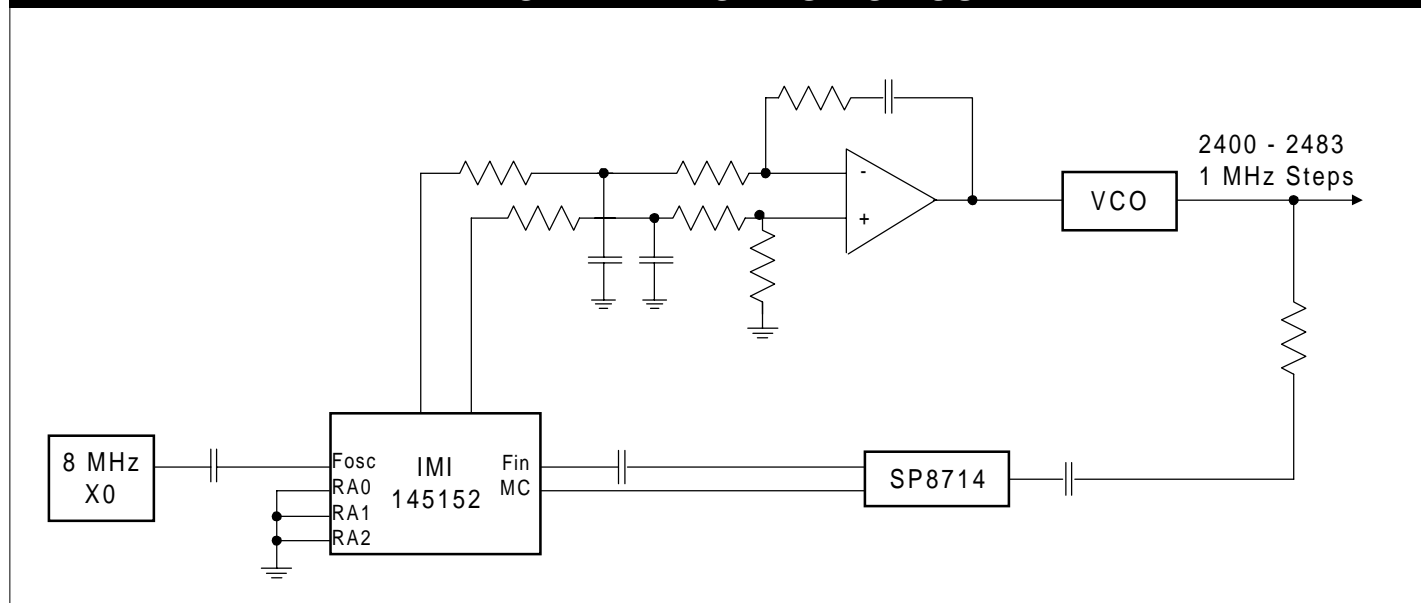 2400 - 2483
1 MHz Steps
-
+
VCO
8 MHz
X0
Fosc
RA0
RA1
RA2
IMI
145152
Fin
MC
SP8714